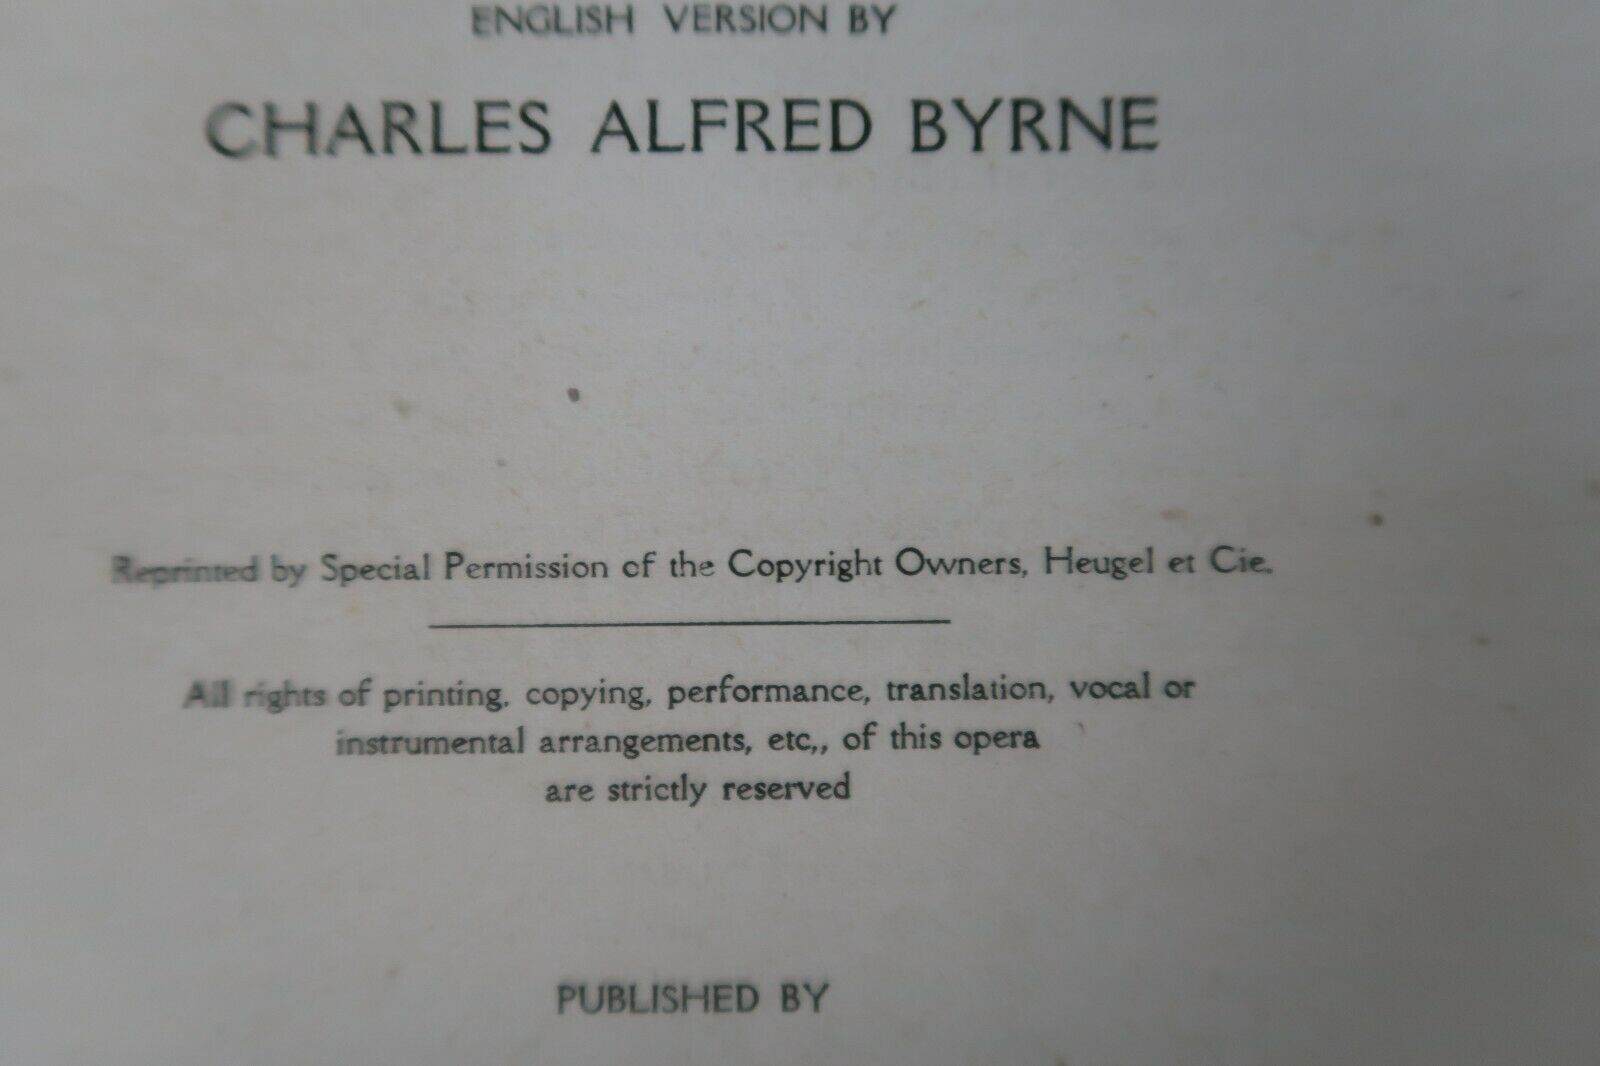 ENGLISH VERSION BY
CHARLES ALFRED BYRNE
Reprinted by Special Permission of the Copyright Owners, Heugel et Cie.
All rights of printing, copying, performance, translation, vocal or
instrumental arrangements, etc,, of this opera
are strictly reserved
PUBLISHED BY